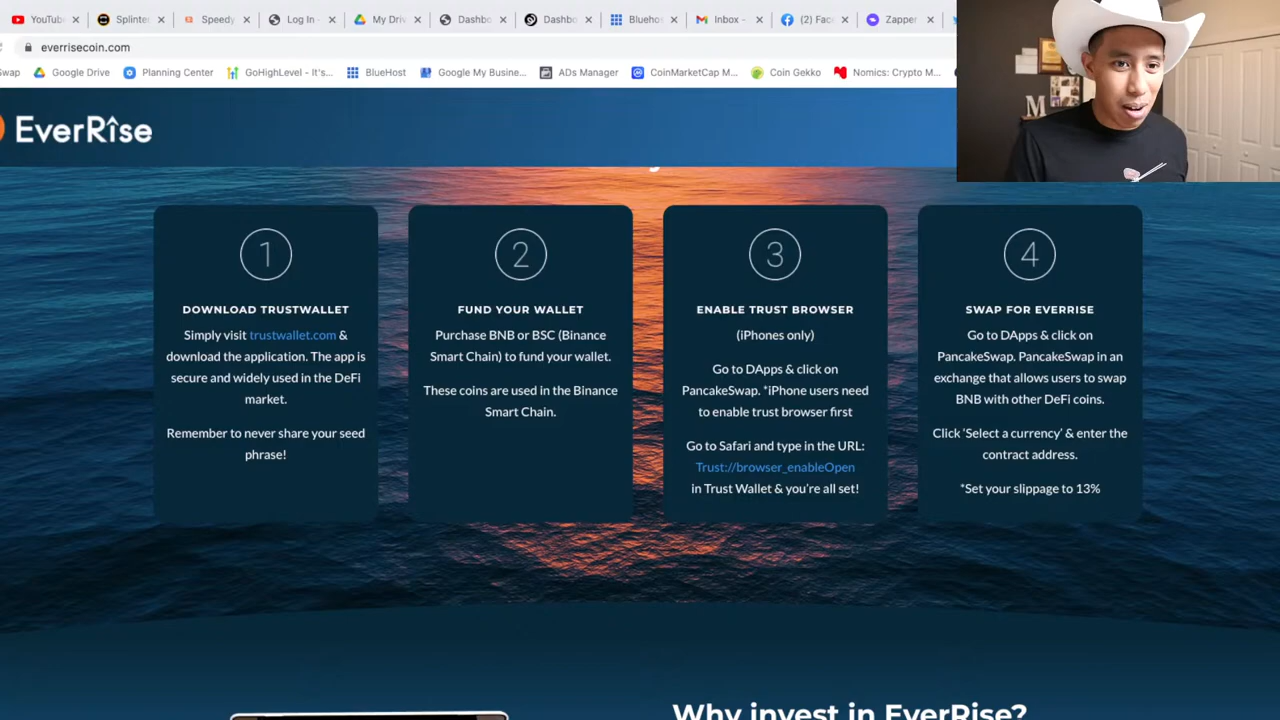 YouTube Splinte Speedy Log In - My Driv Dashbo Dashbo Bluehos Inbox - (2) Fac Zapper
everrisecoin.com
wap Google Drive Planning Center GoHighLevel - It's... BlueHost Google My Busine... ADs Manager CoinMarketCap M... Coin Gekko Nomics: Crypto M...
EverRise
1
DOWNLOAD TRUSTWALLET
Simply visit trustwallet.com &
download the application. The app is
secure and widely used in the DeFi
market.
Remember to never share your seed
phrase!
2
FUND YOUR WALLET
Purchase BNB or BSC (Binance
Smart Chain) to fund your wallet.
These coins are used in the Binance
Smart Chain.
3
ENABLE TRUST BROWSER
(iPhones only)
Go to DApps & click on
PancakeSwap. *iPhone users need
to enable trust browser first
Go to Safari and type in the URL:
Trust://browser_enableOpen
in Trust Wallet & you're all set!
4
SWAP FOR EVERRISE
Go to DApps & click on
PancakeSwap. PancakeSwap in an
exchange that allows users to swap
BNB with other DeFi coins.
Click 'Select a currency' & enter the
contract address.
*Set your slippage to 13%
Why invest in EverRise?
M